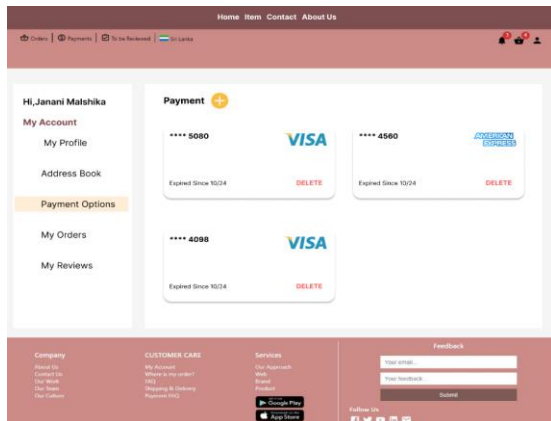 Home Item Contact About Us
Orders | Payments | To be Reviewed | Sri Lanka
Hi,Janani Malshika
My Account
My Profile
Address Book
Payment Options
My Orders
My Reviews
Payment
**** 5080
VISA
Expired Since 10/24
DELETE
**** 4560
AMERICAN
EXPRESS
Expired Since 10/24
DELETE
**** 4098
VISA
Expired Since 10/24
DELETE
Company
About Us
Contact Us
Our Work
Our Team
Our Culture
CUSTOMER CARE
My Account
Where is my order?
FAQ
Shipping & Delivery
Payment FAQ
Services
Our Approach
Web
Brand
Product
Google Play
App Store
Feedback
Your email...
Your feedback...
Submit
Follow Us